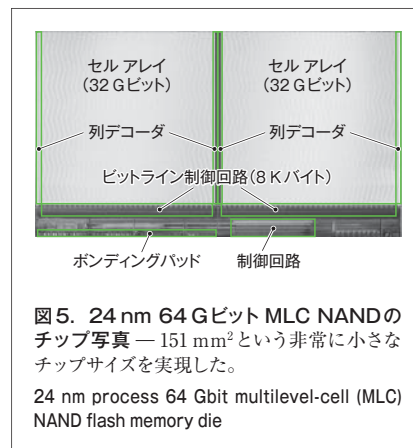 セル アレイ
(32 Gビット)
セル アレイ
(32 Gビット)
列デコーダ
列デコーダ
ビットライン制御回路(8 Kバイト)
ボンディングパッド
制御回路
図5. 24 nm 64 Gビット MLC NANDの
チップ写真 — 151 mm²という非常に小さな
チップサイズを実現した。
24 nm process 64 Gbit multilevel-cell (MLC)
NAND flash memory die